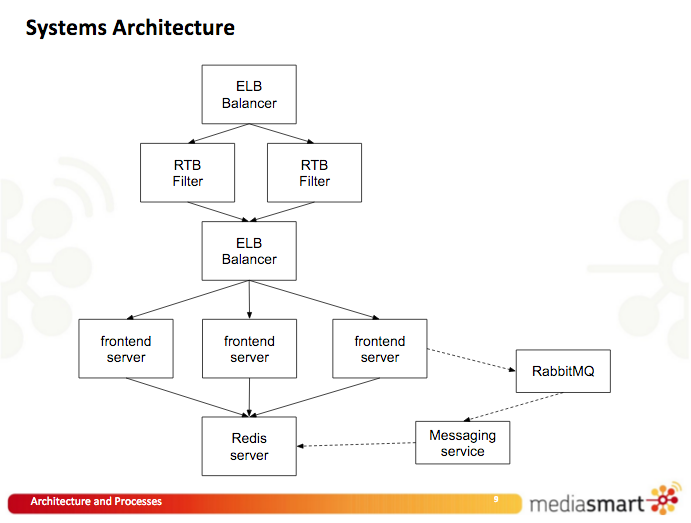 Systems Architecture
ELB
Balancer
RTB
Filter
RTB
Filter
ELB
Balancer
frontend
server
frontend
server
frontend
server
RabbitMQ
Redis
server
Messaging
service
Architecture and Processes
9
mediasmart